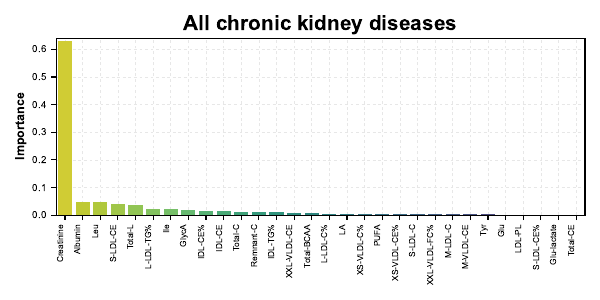 All chronic kidney diseases
Importance
0.6
0.5
0.4
0.3
0.2
0.1
0.0
Creatinine
Albumin
Leu
S-LDL-CE
Total-L
L-LDL-TG%
Ile
GlycA
IDL-CE%
IDL-CE
Total-C
Remnant-C
IDL-TG%
XXL-VLDL-CE
Total-BCAA
L-LDL-C%
LA
XS-VLDL-C%
PUFA
XS-VLDL-CE%
S-LDL-C
XXL-VLDL-FC%
M-LDL-C
M-VLDL-CE
Tyr
Glu
LDL-PL
S-LDL-CE%
Glu-lactate
Total-CE